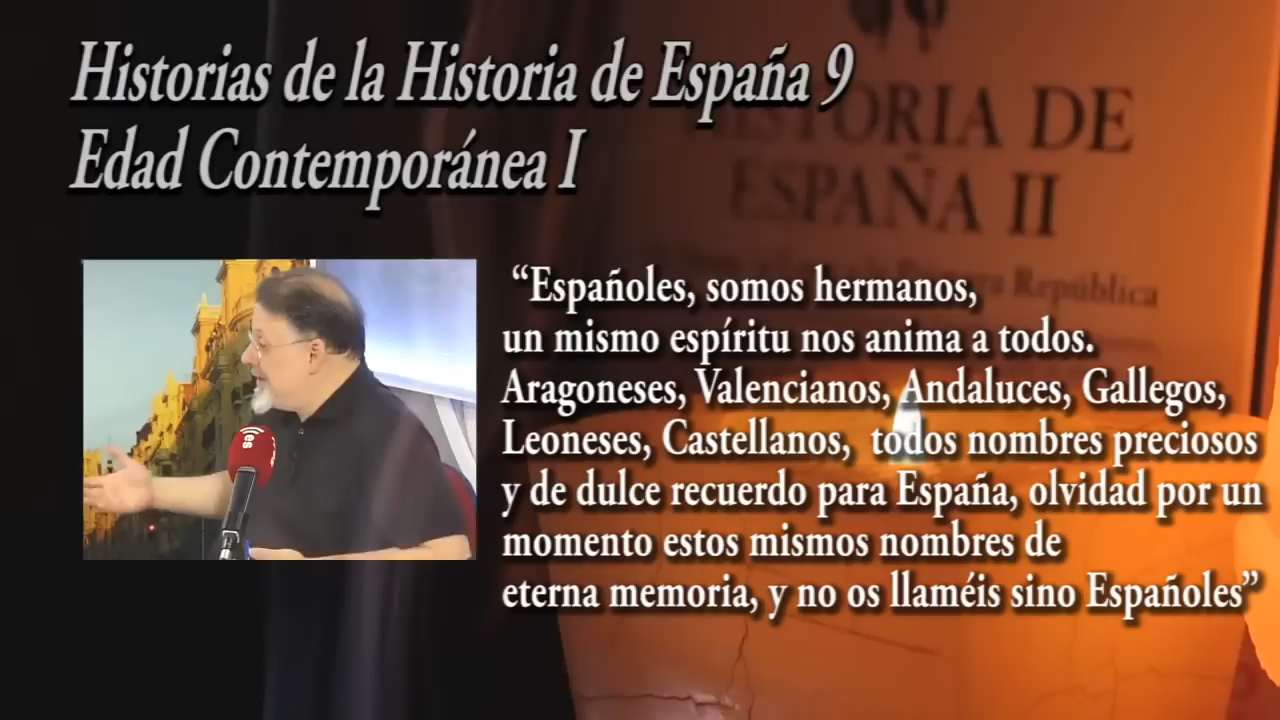 Historias de la Historia de España 9
Edad Contemporánea I
HISTORIA DE
ESPAÑA II
República
“Españoles, somos hermanos,
un mismo espíritu nos anima a todos.
Aragoneses, Valencianos, Andaluces, Gallegos,
Leoneses, Castellanos, todos nombres preciosos
y de dulce recuerdo para España, olvidad por un
momento estos mismos nombres de
eterna memoria, y no os llaméis sino Españoles”
es